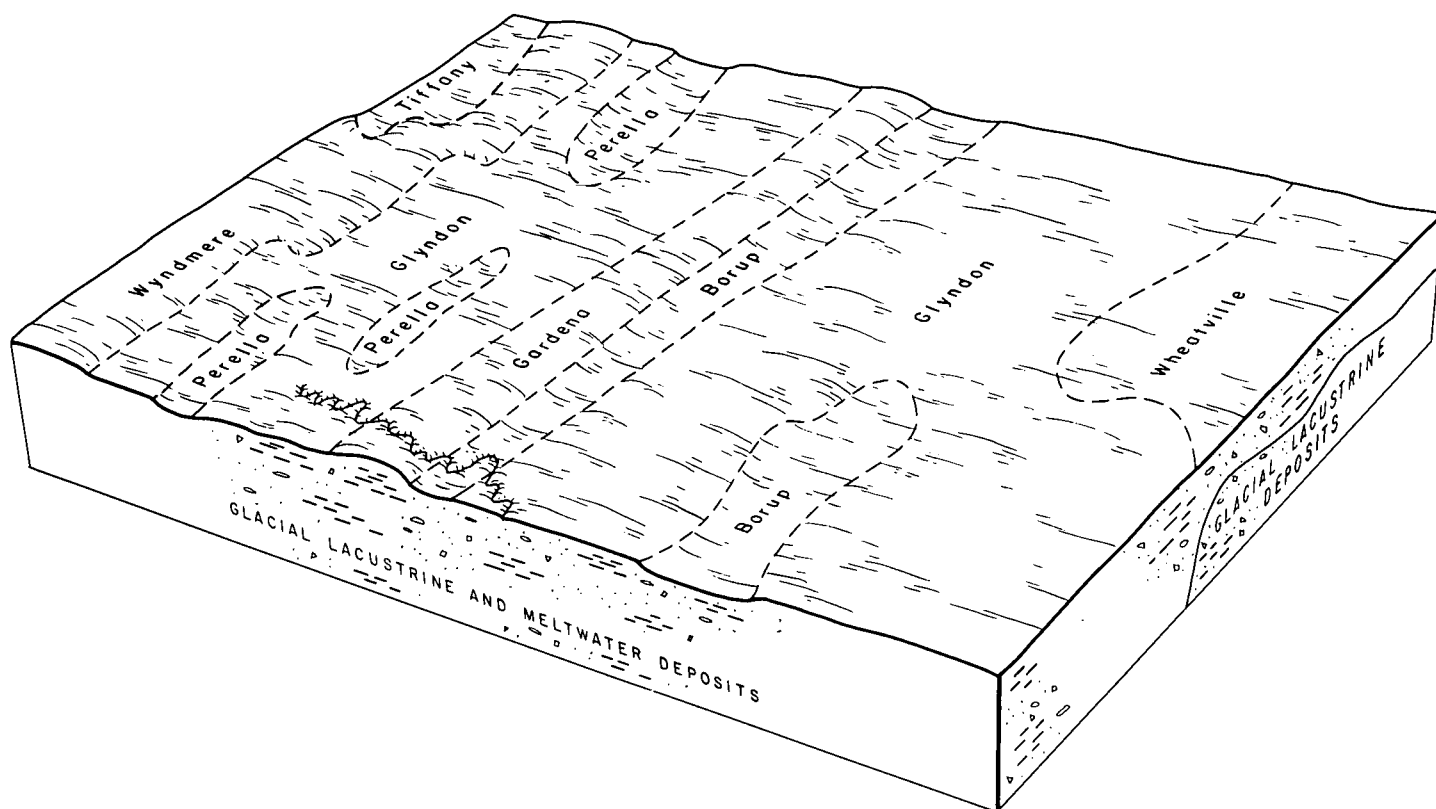 Tiffany
Perella
Wyndmere
Glyndon
Perella
Perella
Gardena
Borup
Glyndon
Wheatville
Borup
GLACIAL LACUSTRINE
DEPOSITS
GLACIAL LACUSTRINE AND MELTWATER DEPOSITS